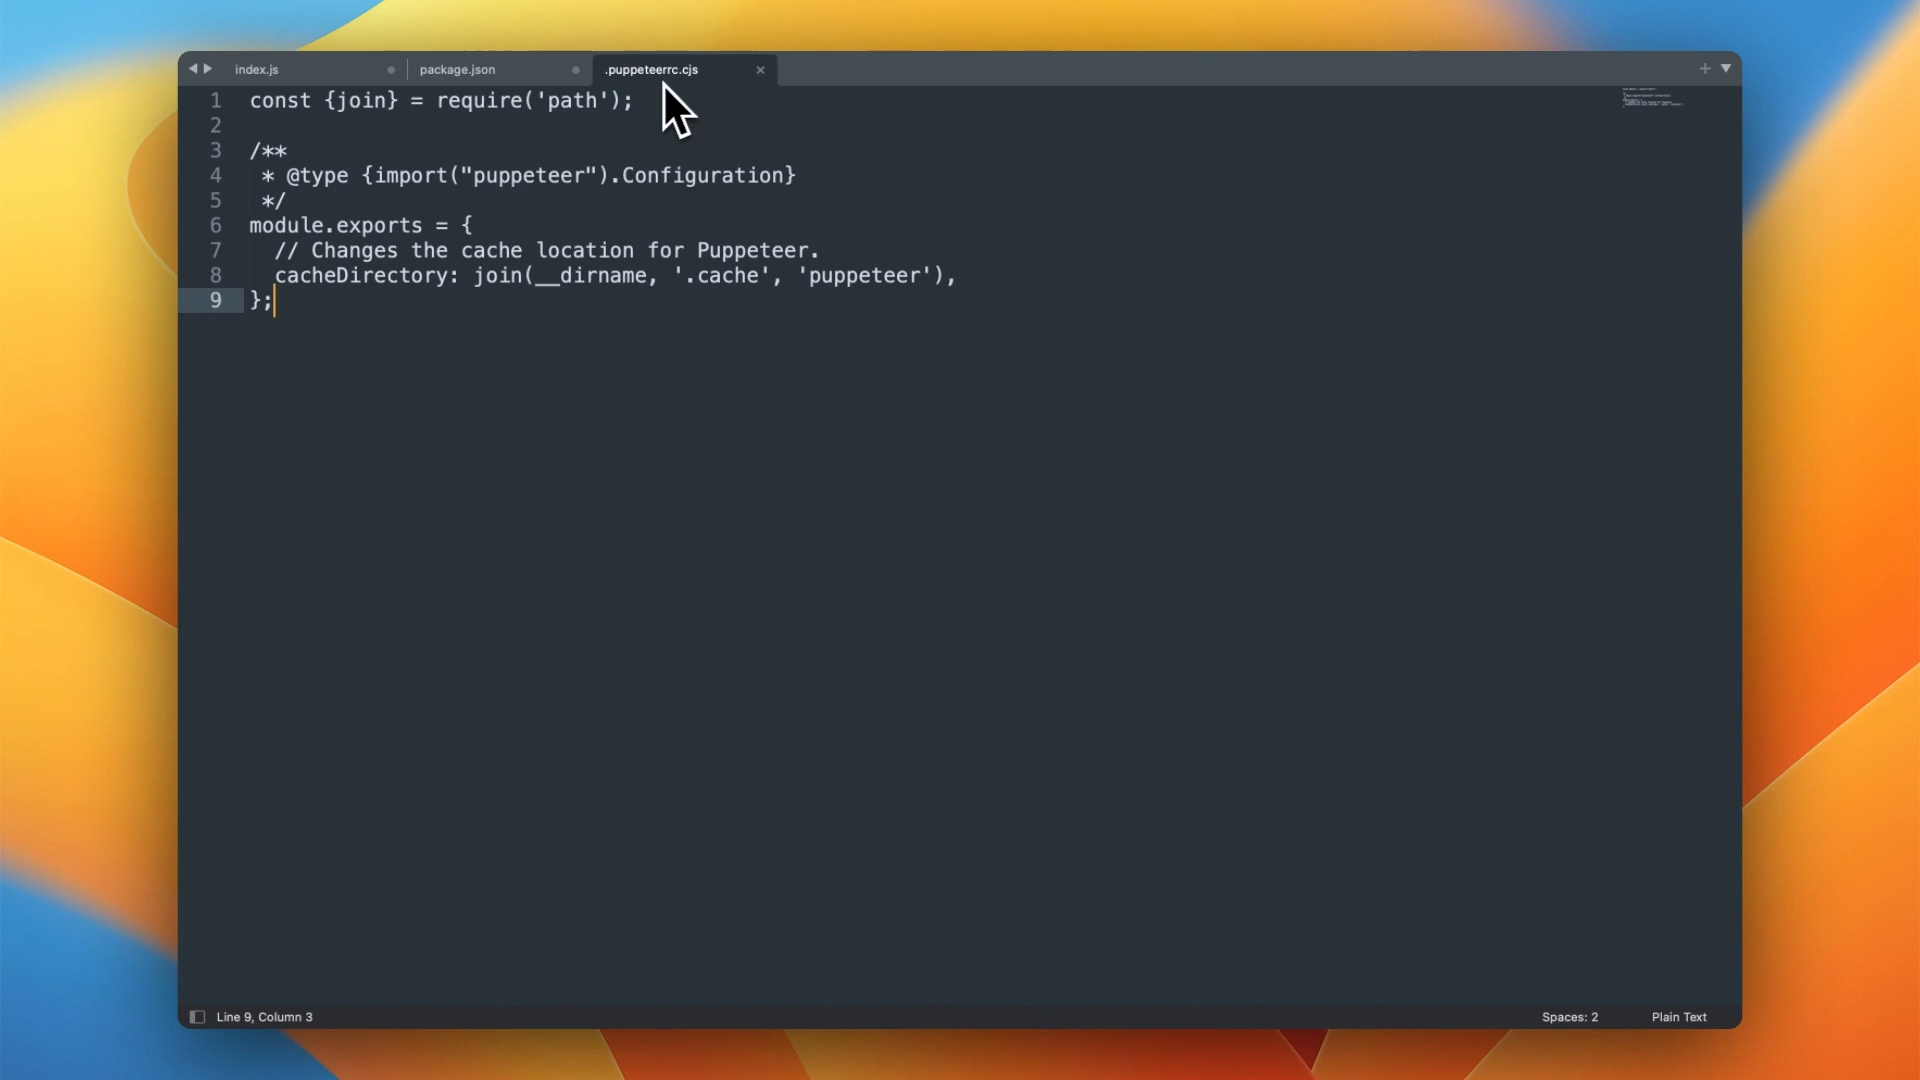 index.js
package.json
.puppeteerrc.cjs
1 const {join} = require('path');
2
3 /**
4 * @type {import("puppeteer").Configuration}
5 */
6 module.exports = {
7 // Changes the cache location for Puppeteer.
8 cacheDirectory: join(__dirname, '.cache', 'puppeteer'),
9 };
Line 9, Column 3
Spaces: 2
Plain Text